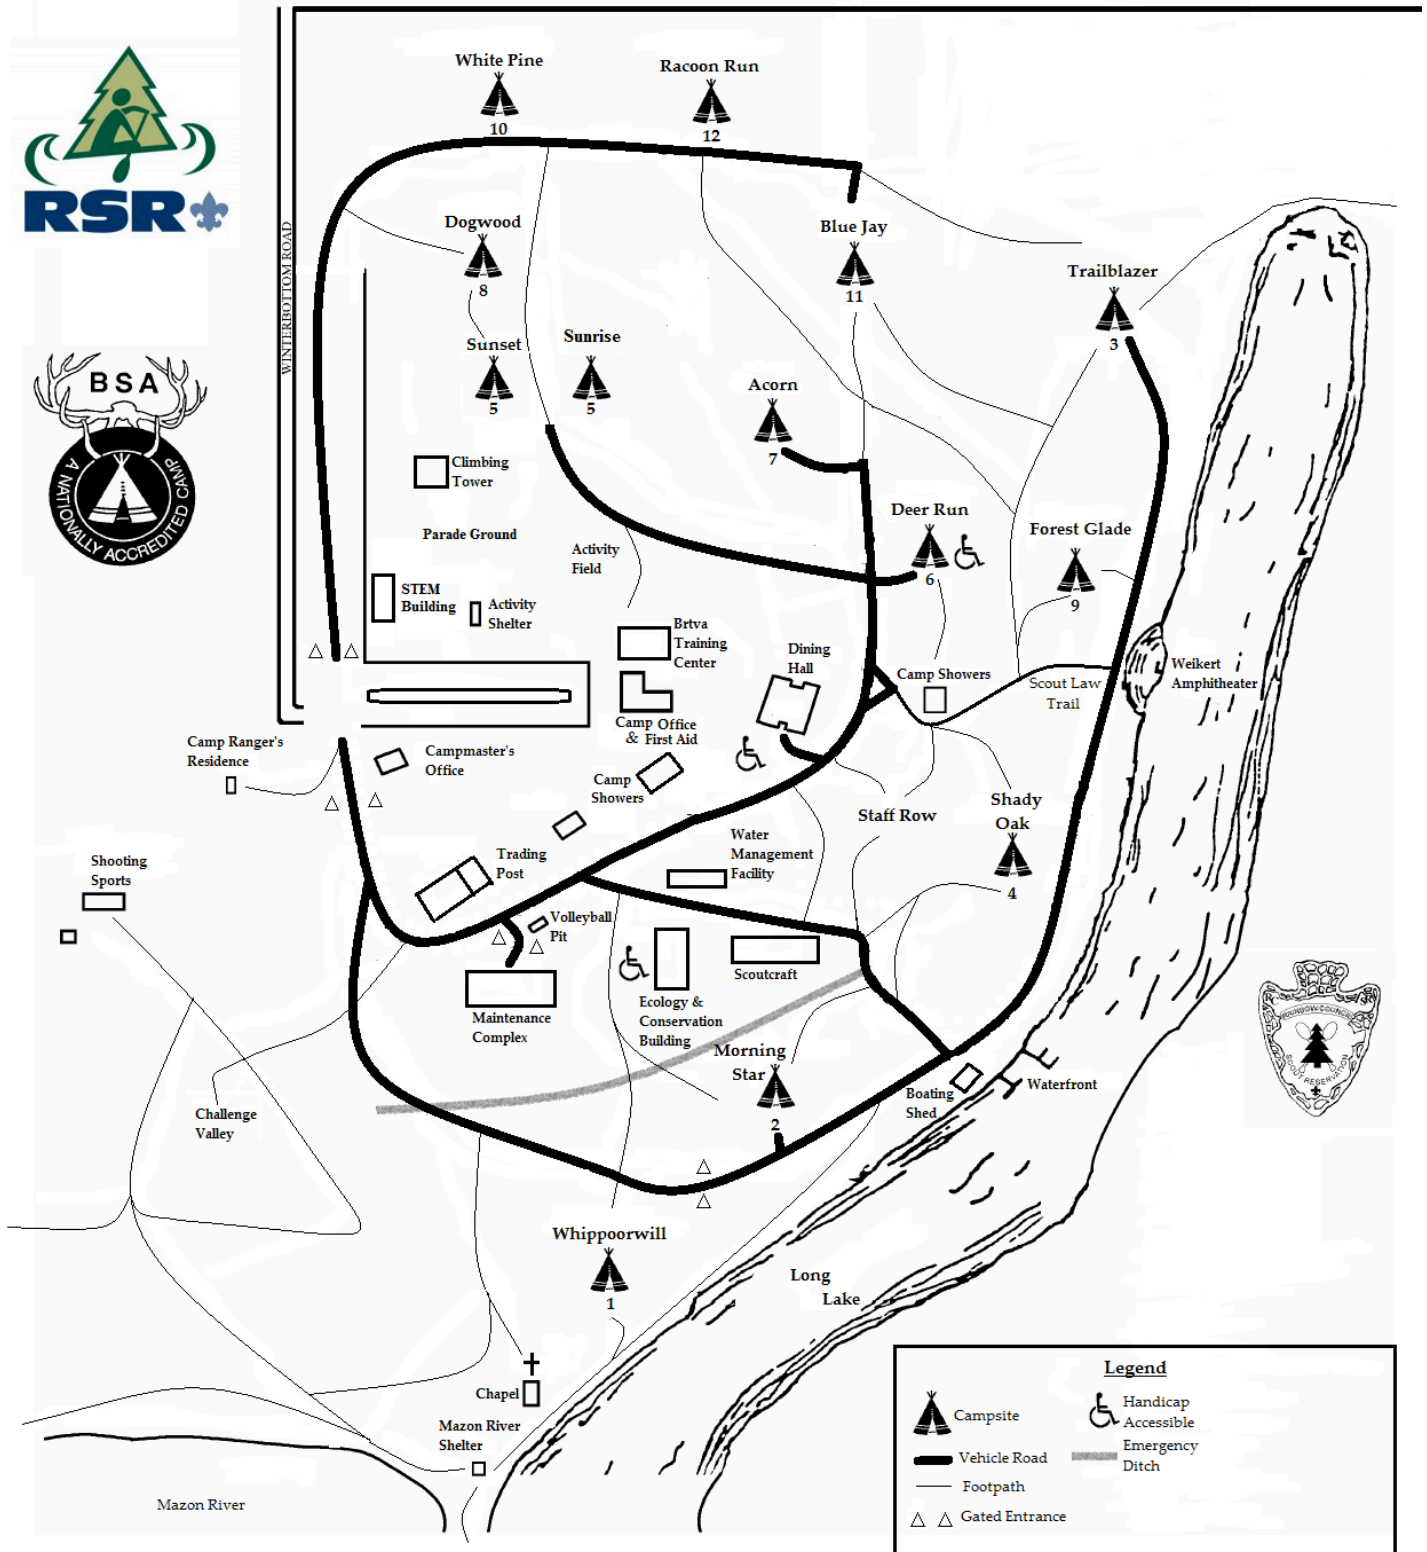 White Pine
10
Racoon Run
12
RSR
WINTERBOTTOM ROAD
Dogwood
8
Blue Jay
11
Trailblazer
3
Sunset
5
Sunrise
5
Acorn
7
BSA
A NATIONALLY ACCREDITED CAMP
Climbing
Tower
Parade Ground
Activity
Field
Deer Run
6
Forest Glade
9
STEM
Building
Activity
Shelter
Brtva
Training
Center
Dining
Hall
Camp Showers
Scout Law
Trail
Weikert
Amphitheater
Camp Office
& First Aid
Camp Ranger's
Residence
Campmaster's
Office
Camp
Showers
Staff Row
Shady
Oak
4
Shooting
Sports
Trading
Post
Water
Management
Facility
Volleyball
Pit
Scoutcraft
Maintenance
Complex
Ecology &
Conservation
Building
RAINBOW COUNCIL
SCOUT RESERVATION
Morning
Star
2
Boating
Shed
Waterfront
Challenge
Valley
Whippoorwill
1
Long
Lake
Chapel
Mazon River
Shelter
Mazon River
Legend
Campsite
Handicap
Accessible
Vehicle Road
Emergency
Ditch
Footpath
Gated Entrance